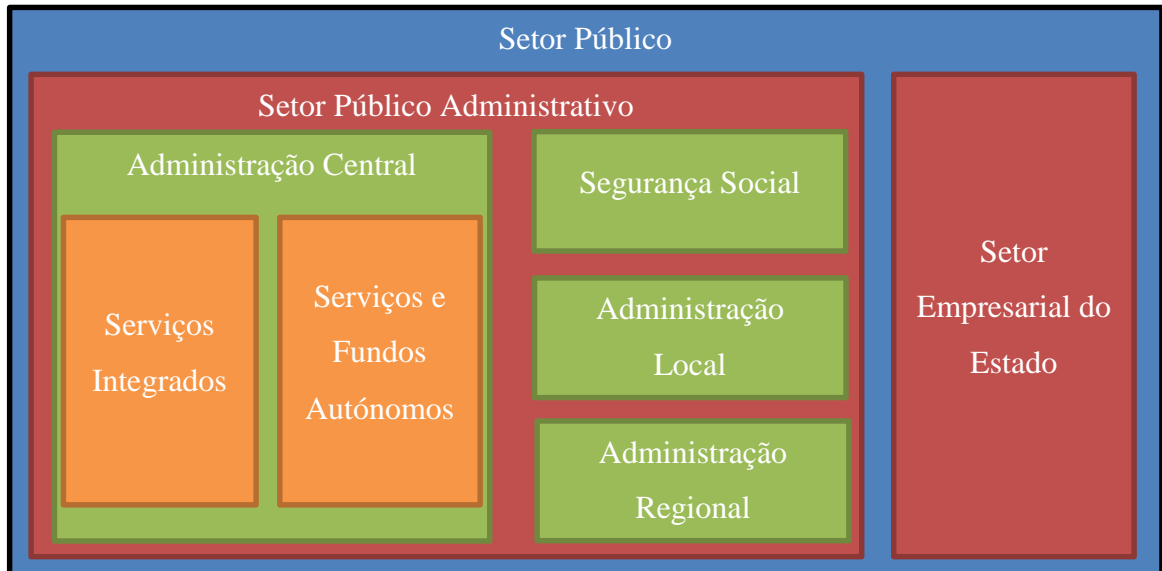 Setor Público
Setor Público Administrativo
Administração Central
Serviços
Integrados
Serviços e
Fundos
Autónomos
Segurança Social
Administração
Local
Administração
Regional
Setor
Empresarial do
Estado